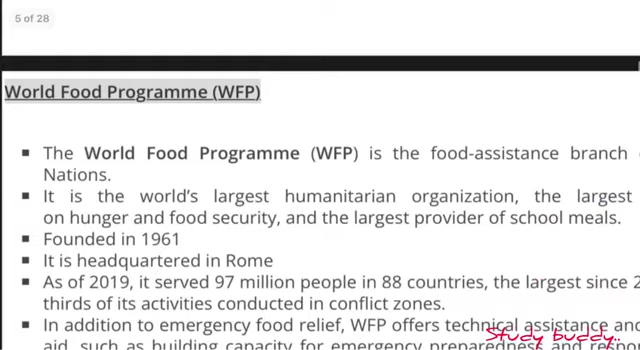 5 of 28
World Food Programme (WFP)
▪ The World Food Programme (WFP) is the food-assistance branch
Nations.
▪ It is the world's largest humanitarian organization, the largest
on hunger and food security, and the largest provider of school meals.
▪ Founded in 1961
▪ It is headquartered in Rome
▪ As of 2019, it served 97 million people in 88 countries, the largest since 2
thirds of its activities conducted in conflict zones.
▪ In addition to emergency food relief, WFP offers technical assistance and
aid, such as building capacity for emergency preparedness and respon
Study buddy..